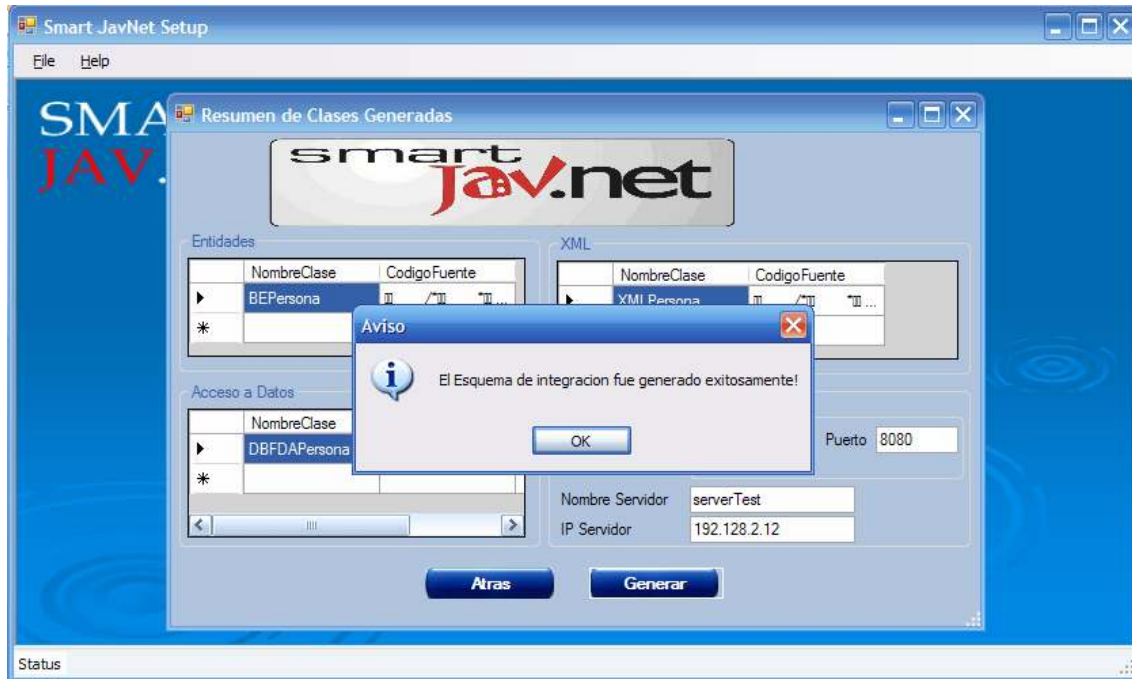 Smart JavNet Setup
File Help
SMA
JAV.
Resumen de Clases Generadas
smart
jav.net
Entidades
NombreClase CodigoFuente
BEPersona
XML
NombreClase CodigoFuente
XMLPersona
Aviso
El Esquema de integracion fue generado exitosamente!
OK
Acceso a Datos
NombreClase
DBFDAPersona
Puerto 8080
Nombre Servidor serverTest
IP Servidor 192.128.2.12
Atras Generar
Status